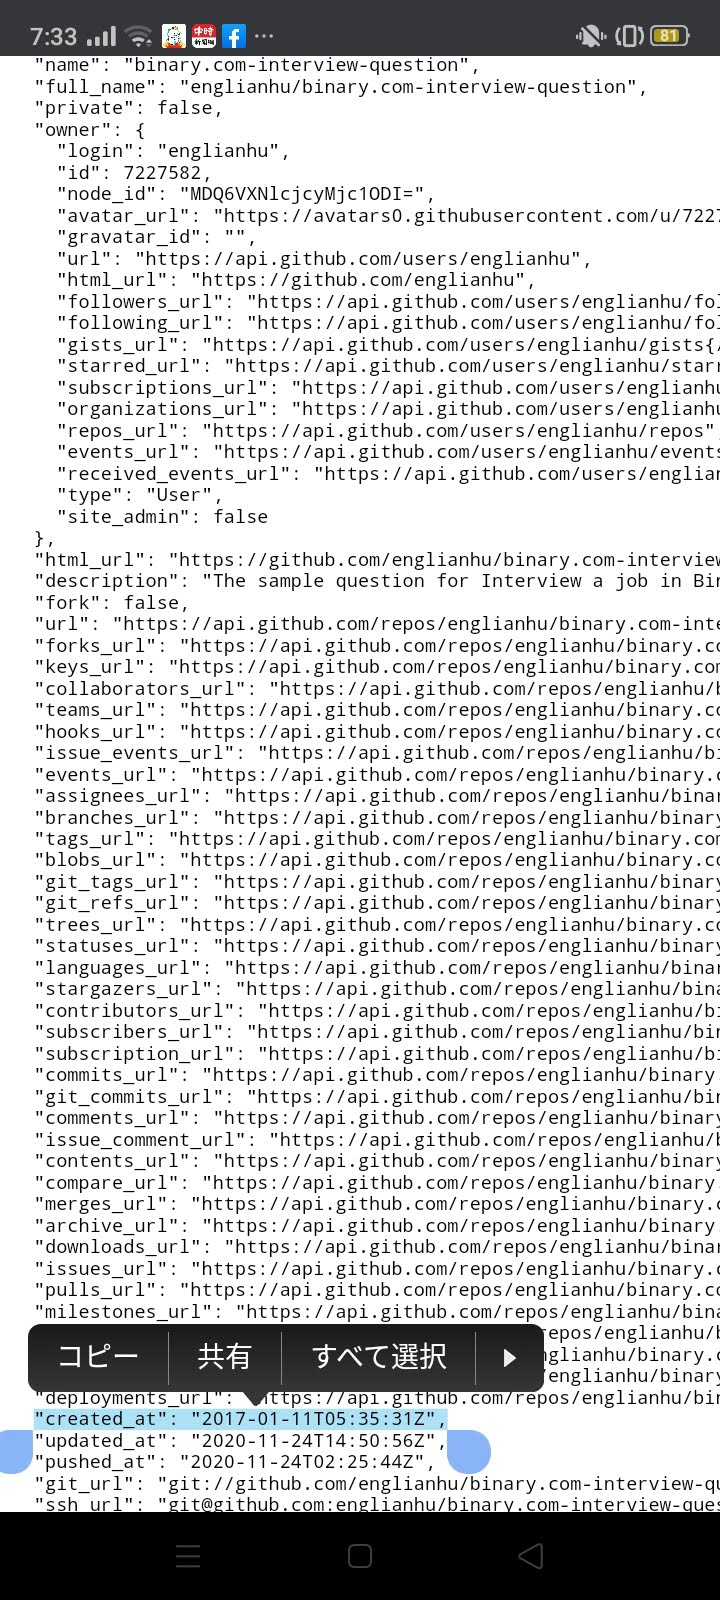 7:33
中時
新聞網
81
"name": "binary.com-interview-question",
"full_name": "englianhu/binary.com-interview-question",
"private": false,
"owner": {
"login": "englianhu",
"id": 7227582,
"node_id": "MDQ6VXNlcjcyMjc1ODI=",
"avatar_url": "https://avatars0.githubusercontent.com/u/7227
"gravatar_id": "",
"url": "https://api.github.com/users/englianhu",
"html_url": "https://github.com/englianhu",
"followers_url": "https://api.github.com/users/englianhu/fol
"following_url": "https://api.github.com/users/englianhu/fol
"gists_url": "https://api.github.com/users/englianhu/gists{/
"starred_url": "https://api.github.com/users/englianhu/starr
"subscriptions_url": "https://api.github.com/users/englianhu
"organizations_url": "https://api.github.com/users/englianhu
"repos_url": "https://api.github.com/users/englianhu/repos",
"events_url": "https://api.github.com/users/englianhu/events
"received_events_url": "https://api.github.com/users/englian
"type": "User",
"site_admin": false
},
"html_url": "https://github.com/englianhu/binary.com-interview
"description": "The sample question for Interview a job in Bin
"fork": false,
"url": "https://api.github.com/repos/englianhu/binary.com-inte
"forks_url": "https://api.github.com/repos/englianhu/binary.co
"keys_url": "https://api.github.com/repos/englianhu/binary.com
"collaborators_url": "https://api.github.com/repos/englianhu/b
"teams_url": "https://api.github.com/repos/englianhu/binary.co
"hooks_url": "https://api.github.com/repos/englianhu/binary.co
"issue_events_url": "https://api.github.com/repos/englianhu/bi
"events_url": "https://api.github.com/repos/englianhu/binary.c
"assignees_url": "https://api.github.com/repos/englianhu/binar
"branches_url": "https://api.github.com/repos/englianhu/binary
"tags_url": "https://api.github.com/repos/englianhu/binary.com
"blobs_url": "https://api.github.com/repos/englianhu/binary.co
"git_tags_url": "https://api.github.com/repos/englianhu/binary
"git_refs_url": "https://api.github.com/repos/englianhu/binary
"trees_url": "https://api.github.com/repos/englianhu/binary.co
"statuses_url": "https://api.github.com/repos/englianhu/binary
"languages_url": "https://api.github.com/repos/englianhu/binar
"stargazers_url": "https://api.github.com/repos/englianhu/bina
"contributors_url": "https://api.github.com/repos/englianhu/bi
"subscribers_url": "https://api.github.com/repos/englianhu/bin
"subscription_url": "https://api.github.com/repos/englianhu/bi
"commits_url": "https://api.github.com/repos/englianhu/binary.
"git_commits_url": "https://api.github.com/repos/englianhu/bin
"comments_url": "https://api.github.com/repos/englianhu/binary
"issue_comment_url": "https://api.github.com/repos/englianhu/b
"contents_url": "https://api.github.com/repos/englianhu/binary
"compare_url": "https://api.github.com/repos/englianhu/binary.
"merges_url": "https://api.github.com/repos/englianhu/binary.c
"archive_url": "https://api.github.com/repos/englianhu/binary.
"downloads_url": "https://api.github.com/repos/englianhu/binar
"issues_url": "https://api.github.com/repos/englianhu/binary.c
"pulls_url": "https://api.github.com/repos/englianhu/binary.co
"milestones_url": "https://api.github.com/repos/englianhu/bina
repos/englianhu/bi
コピー 共有 すべて選択
nglianhu/binary.c
repos/englianhu/binary.co
"deployments_url": "https://api.github.com/repos/englianhu/bin
"created_at": "2017-01-11T05:35:31Z",
"updated_at": "2020-11-24T14:50:56Z",
"pushed_at": "2020-11-24T02:25:44Z",
"git_url": "git://github.com/englianhu/binary.com-interview-qu
"ssh_url": "git@github.com:englianhu/binary.com-interview-ques